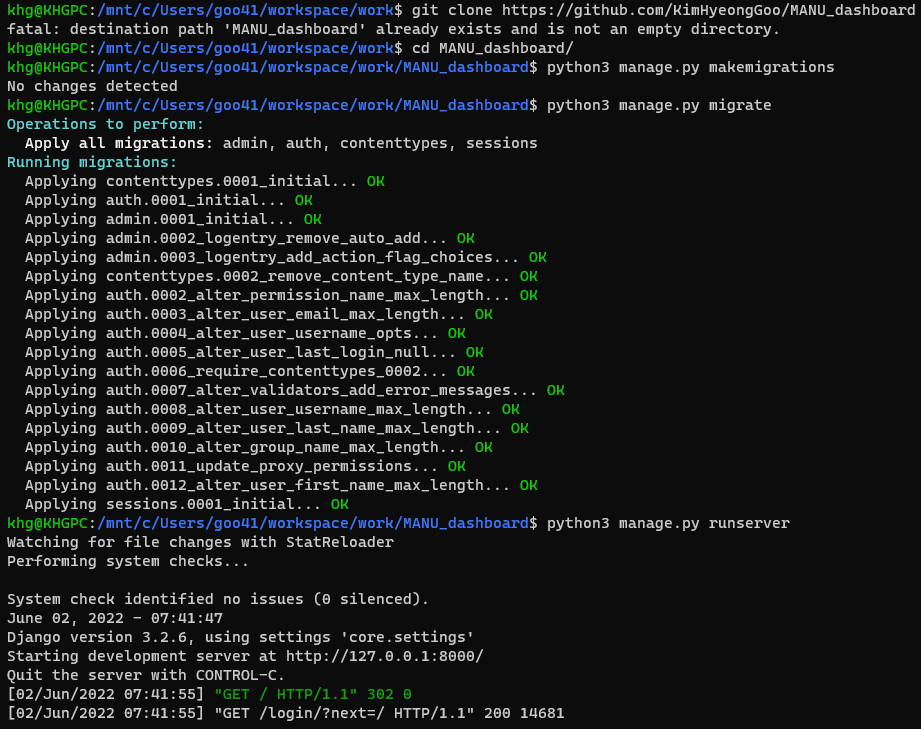 khg@KHGPC:/mnt/c/Users/goo41/workspace/work$ git clone https://github.com/KimHyeongGoo/MANU_dashboard
fatal: destination path 'MANU_dashboard' already exists and is not an empty directory.
khg@KHGPC:/mnt/c/Users/goo41/workspace/work$ cd MANU_dashboard/
khg@KHGPC:/mnt/c/Users/goo41/workspace/work/MANU_dashboard$ python3 manage.py makemigrations
No changes detected
khg@KHGPC:/mnt/c/Users/goo41/workspace/work/MANU_dashboard$ python3 manage.py migrate
Operations to perform:
  Apply all migrations: admin, auth, contenttypes, sessions
Running migrations:
  Applying contenttypes.0001_initial... OK
  Applying auth.0001_initial... OK
  Applying admin.0001_initial... OK
  Applying admin.0002_logentry_remove_auto_add... OK
  Applying admin.0003_logentry_add_action_flag_choices... OK
  Applying contenttypes.0002_remove_content_type_name... OK
  Applying auth.0002_alter_permission_name_max_length... OK
  Applying auth.0003_alter_user_email_max_length... OK
  Applying auth.0004_alter_user_username_opts... OK
  Applying auth.0005_alter_user_last_login_null... OK
  Applying auth.0006_require_contenttypes_0002... OK
  Applying auth.0007_alter_validators_add_error_messages... OK
  Applying auth.0008_alter_user_username_max_length... OK
  Applying auth.0009_alter_user_last_name_max_length... OK
  Applying auth.0010_alter_group_name_max_length... OK
  Applying auth.0011_update_proxy_permissions... OK
  Applying auth.0012_alter_user_first_name_max_length... OK
  Applying sessions.0001_initial... OK
khg@KHGPC:/mnt/c/Users/goo41/workspace/work/MANU_dashboard$ python3 manage.py runserver
Watching for file changes with StatReloader
Performing system checks...

System check identified no issues (0 silenced).
June 02, 2022 - 07:41:47
Django version 3.2.6, using settings 'core.settings'
Starting development server at http://127.0.0.1:8000/
Quit the server with CONTROL-C.
[02/Jun/2022 07:41:55] "GET / HTTP/1.1" 302 0
[02/Jun/2022 07:41:55] "GET /login/?next=/ HTTP/1.1" 200 14681